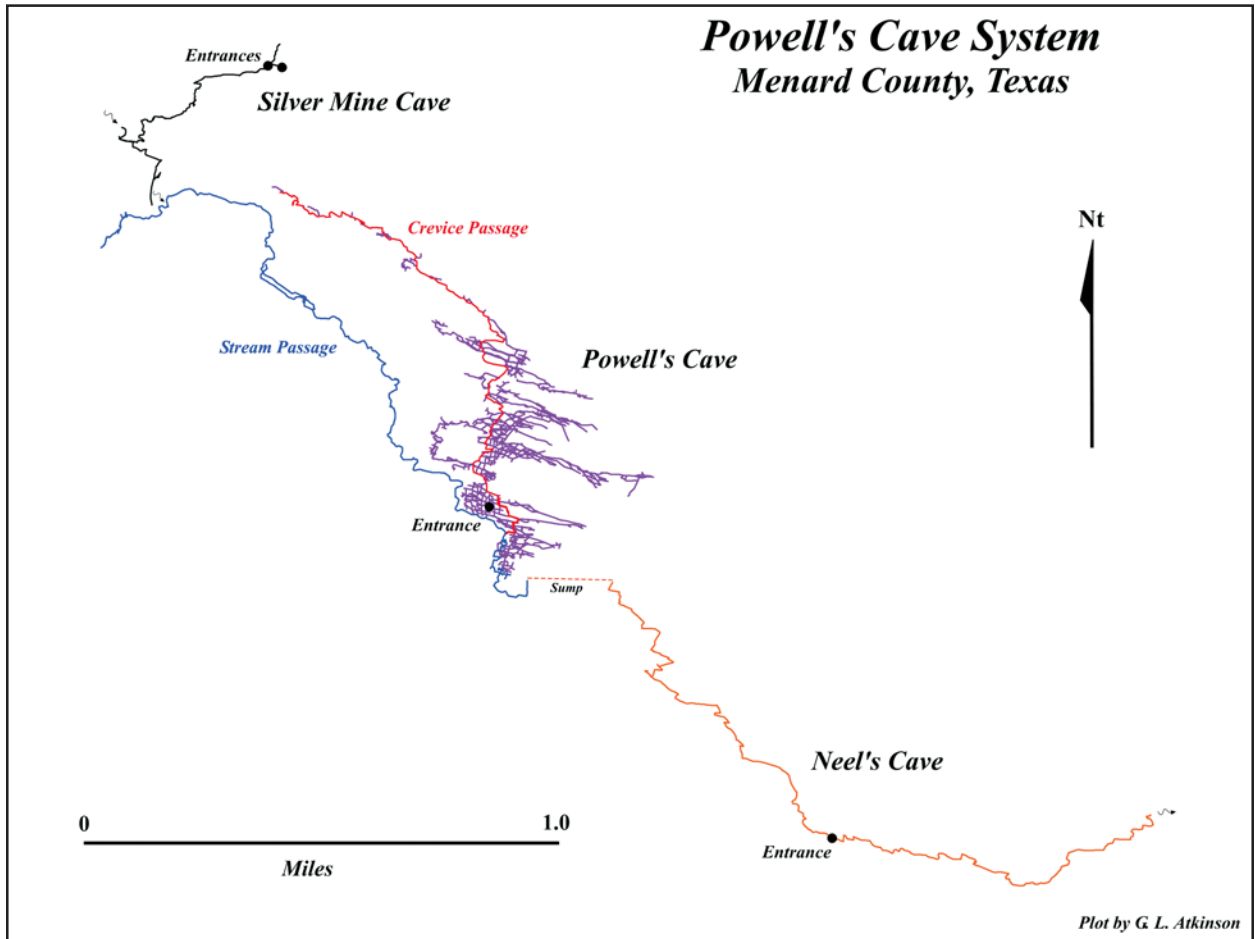 Powell's Cave System
Menard County, Texas
Entrances
Silver Mine Cave
Nt
Crevice Passage
Stream Passage
Powell's Cave
Entrance
Sump
Neel's Cave
0 1.0
Miles
Entrance
Plot by G. L. Atkinson